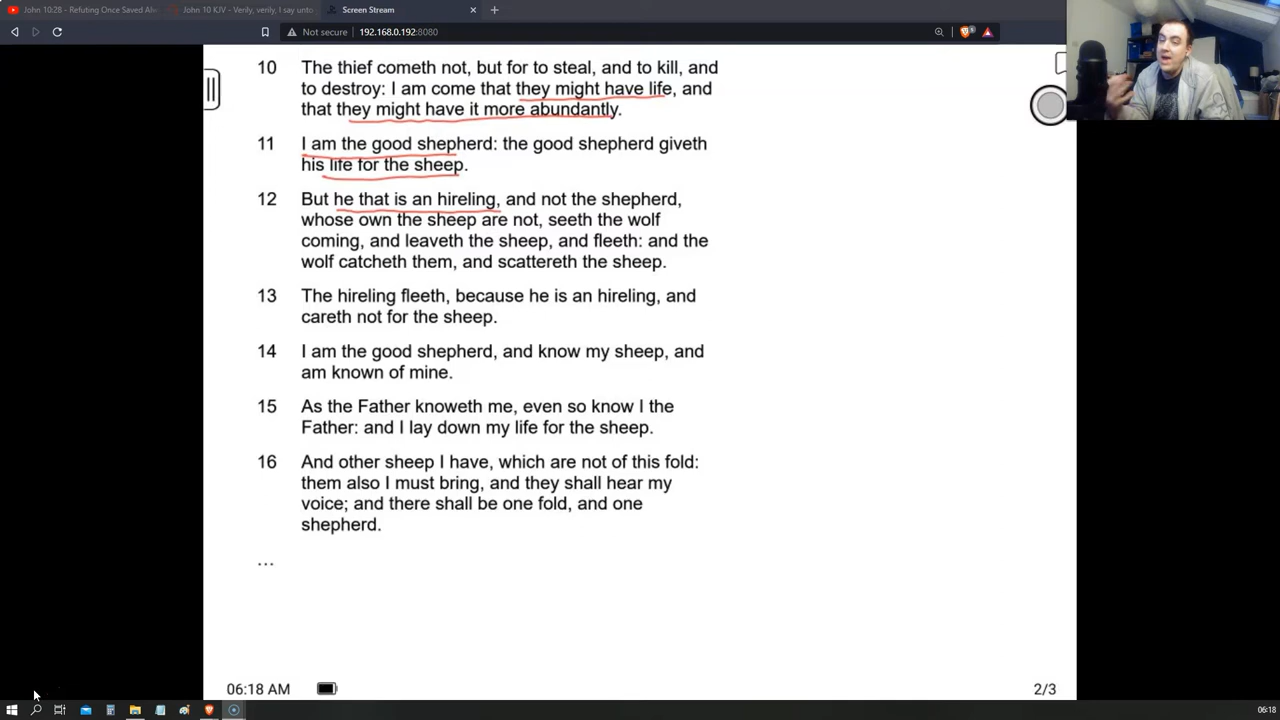 John 10:28 - Refuting Once Saved Alw
John 10 KJV - Verily, verily, I say unto
Screen Stream
Not secure
192.168.0.192:8080
10 The thief cometh not, but for to steal, and to kill, and
to destroy: I am come that they might have life, and
that they might have it more abundantly.
11 I am the good shepherd: the good shepherd giveth
his life for the sheep.
12 But he that is an hireling, and not the shepherd,
whose own the sheep are not, seeth the wolf
coming, and leaveth the sheep, and fleeth: and the
wolf catcheth them, and scattereth the sheep.
13 The hireling fleeth, because he is an hireling, and
careth not for the sheep.
14 I am the good shepherd, and know my sheep, and
am known of mine.
15 As the Father knoweth me, even so know I the
Father: and I lay down my life for the sheep.
16 And other sheep I have, which are not of this fold:
them also I must bring, and they shall hear my
voice; and there shall be one fold, and one
shepherd.
...
06:18 AM
2/3
06:18